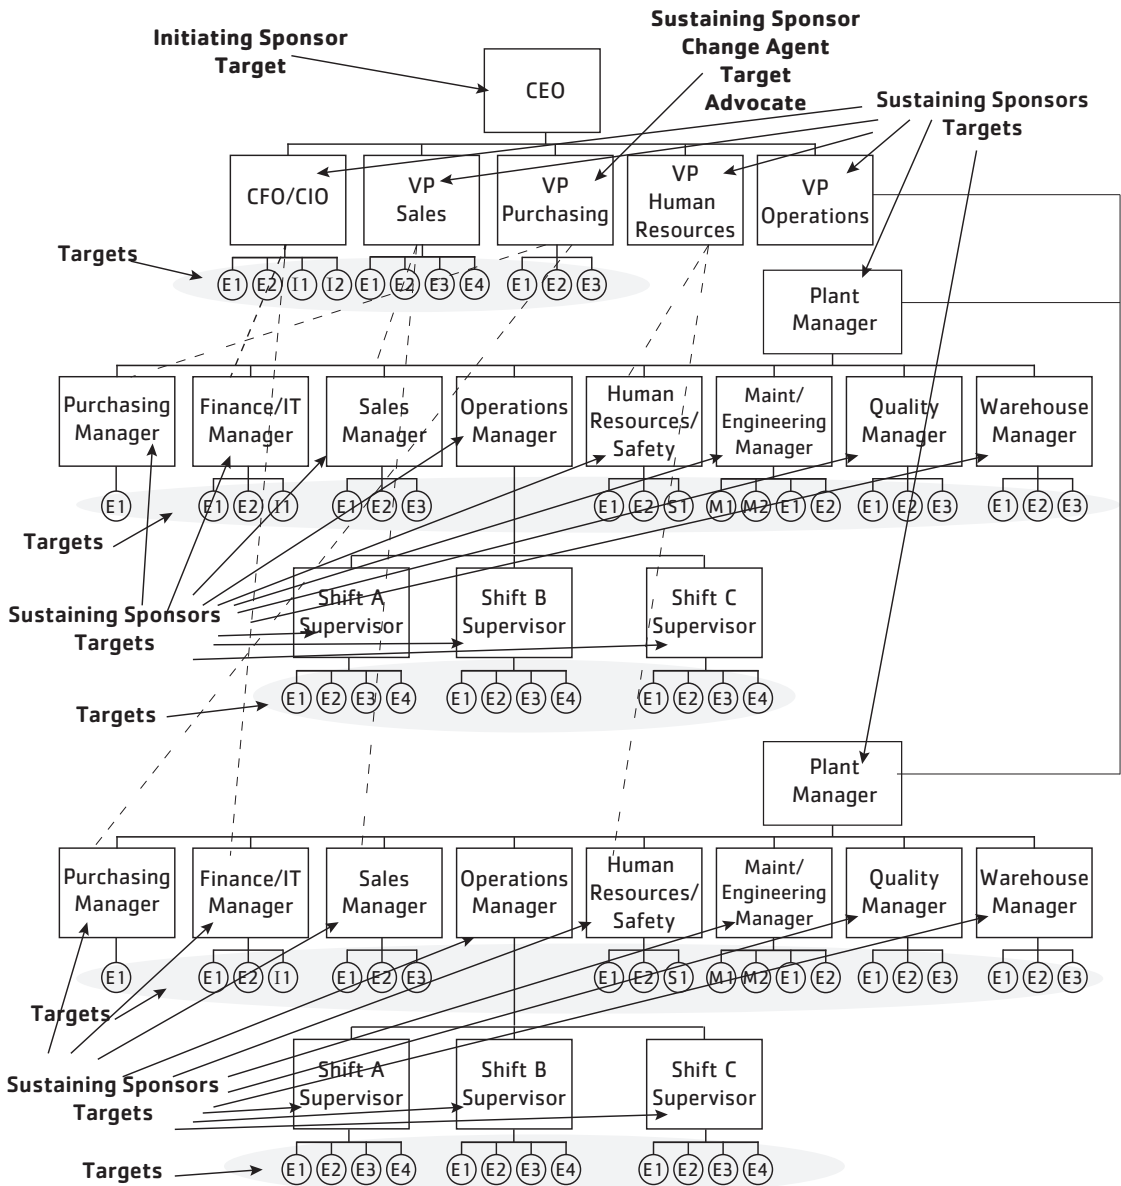 Initiating Sponsor
Target
Sustaining Sponsor
Change Agent
Target
Advocate
Sustaining Sponsors
Targets
CEO
CFO/CIO
VP
Sales
VP
Purchasing
VP
Human
Resources
VP
Operations
Targets
E1 E2 I1 I2 E1 E2 E3 E4 E1 E2 E3
Plant
Manager
Purchasing
Manager
Finance/IT
Manager
Sales
Manager
Operations
Manager
Human
Resources/
Safety
Maint/
Engineering
Manager
Quality
Manager
Warehouse
Manager
E1 E1 E2 I1 E1 E2 E3 E1 E2 S1 M1 M2 E1 E2 E1 E2 E3 E1 E2 E3
Targets
Sustaining Sponsors
Targets
Shift A
Supervisor
Shift B
Supervisor
Shift C
Supervisor
E1 E2 E3 E4 E1 E2 E3 E4 E1 E2 E3 E4
Targets
Plant
Manager
Purchasing
Manager
Finance/IT
Manager
Sales
Manager
Operations
Manager
Human
Resources/
Safety
Maint/
Engineering
Manager
Quality
Manager
Warehouse
Manager
E1 E1 E2 I1 E1 E2 E3 E1 E2 S1 M1 M2 E1 E2 E1 E2 E3 E1 E2 E3
Targets
Sustaining Sponsors
Targets
Shift A
Supervisor
Shift B
Supervisor
Shift C
Supervisor
Targets
E1 E2 E3 E4 E1 E2 E3 E4 E1 E2 E3 E4